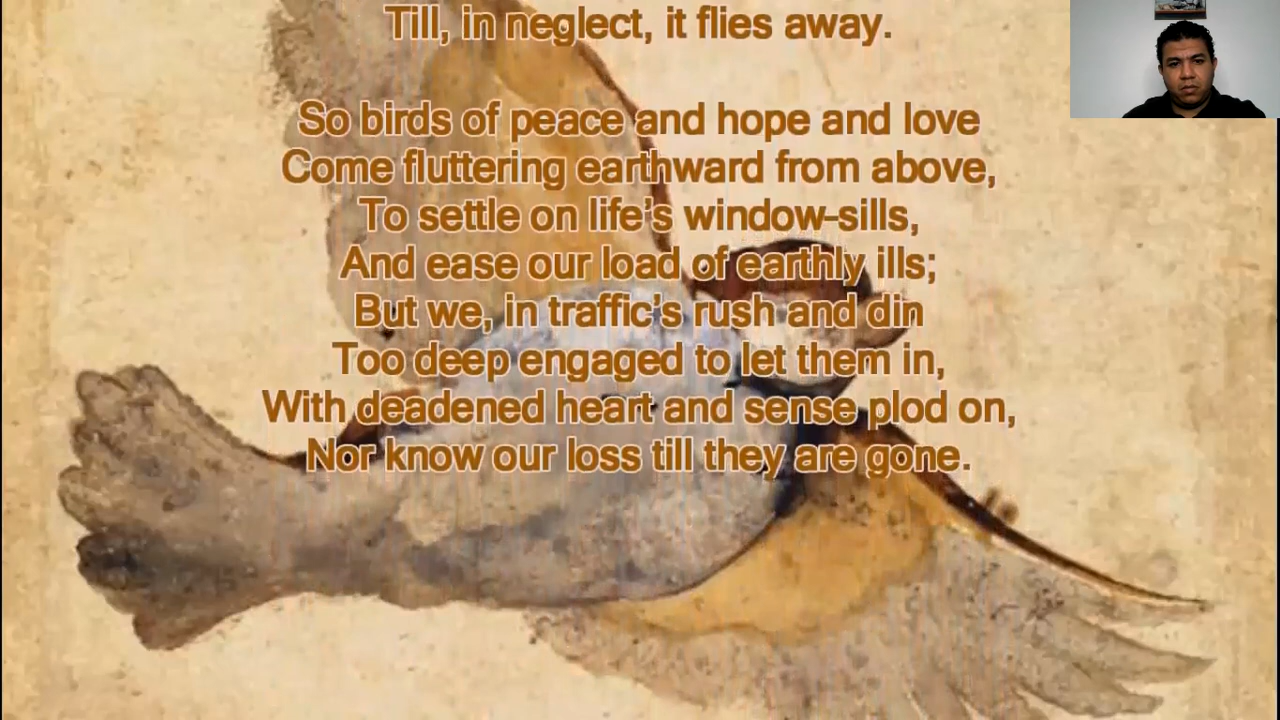 Till, in neglect, it flies away.
So birds of peace and hope and love
Come fluttering earthward from above,
To settle on life’s window-sills,
And ease our load of earthly ills;
But we, in traffic’s rush and din
Too deep engaged to let them in,
With deadened heart and sense plod on,
Nor know our loss till they are gone.